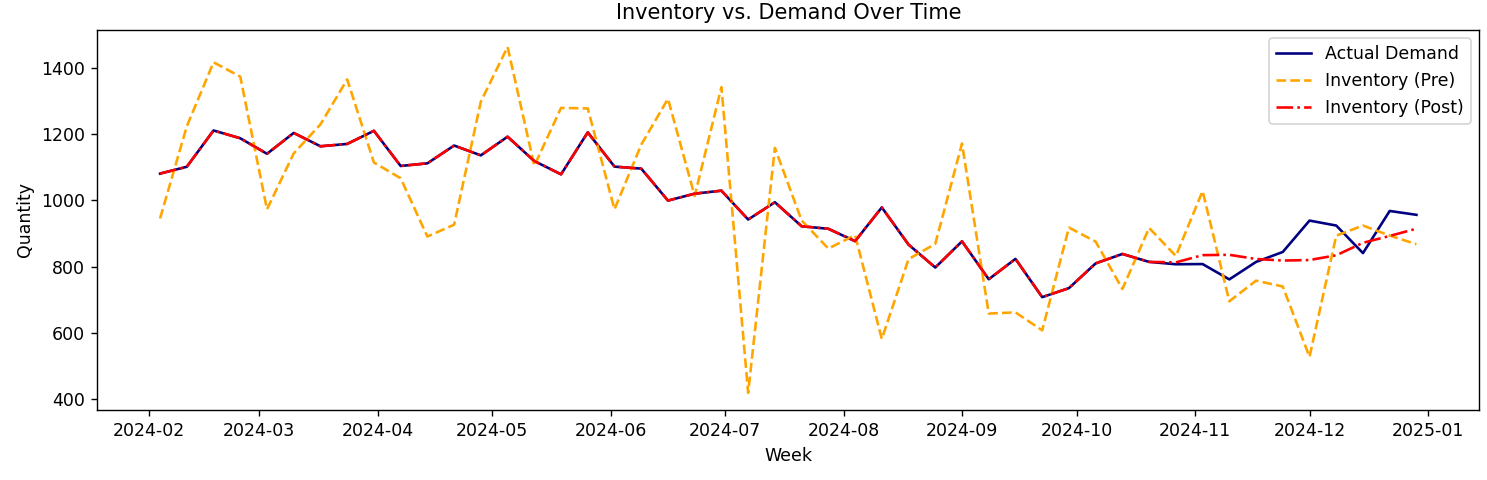 Inventory vs. Demand Over Time
Actual Demand
Inventory (Pre)
Inventory (Post)
Quantity
1400
1200
1000
800
600
400
2024-02 2024-03 2024-04 2024-05 2024-06 2024-07 2024-08 2024-09 2024-10 2024-11 2024-12 2025-01
Week